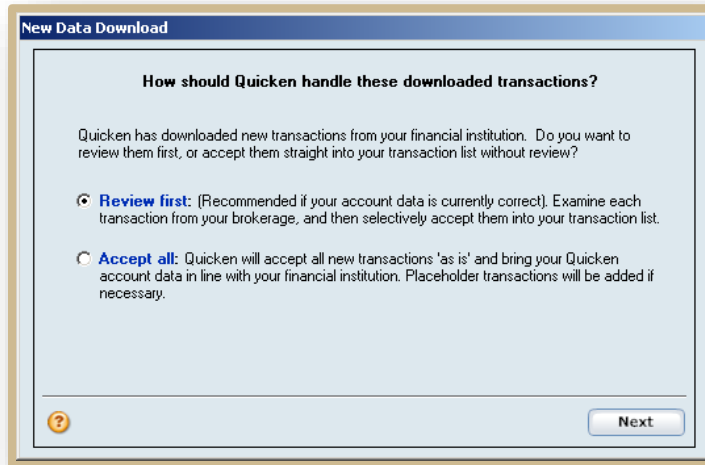 New Data Download
How should Quicken handle these downloaded transactions?
Quicken has downloaded new transactions from your financial institution. Do you want to
review them first, or accept them straight into your transaction list without review?
Review first: (Recommended if your account data is currently correct). Examine each
transaction from your brokerage, and then selectively accept them into your transaction list.
Accept all: Quicken will accept all new transactions 'as is' and bring your Quicken
account data in line with your financial institution. Placeholder transactions will be added if
necessary.
?
Next